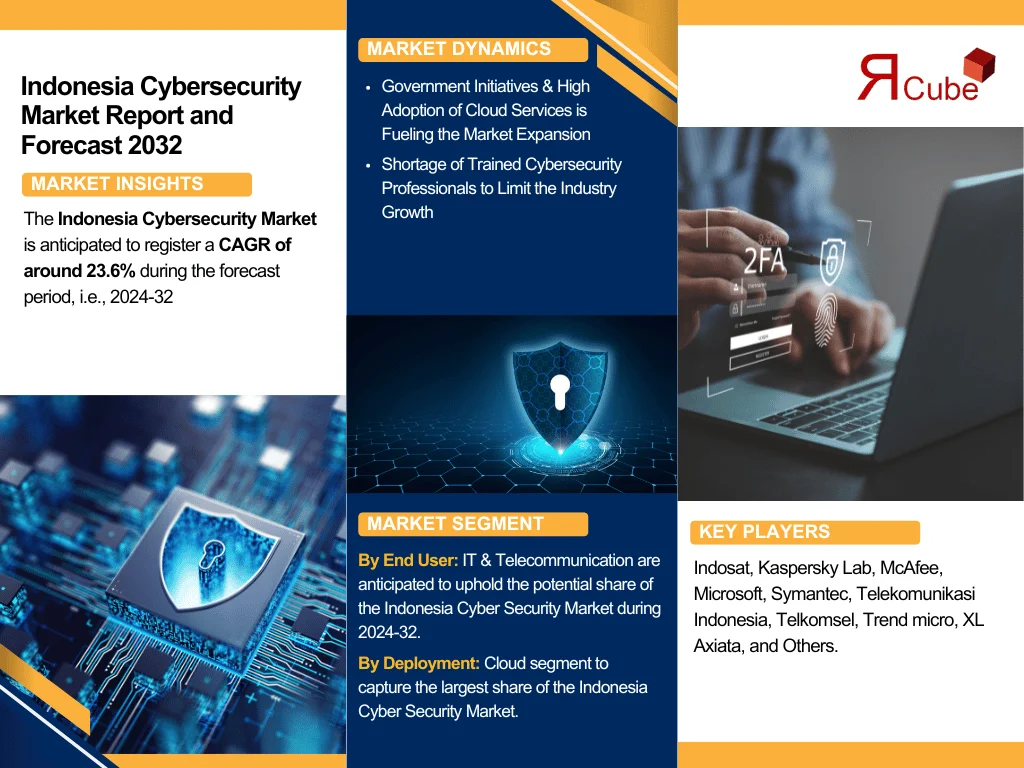 Indonesia Cybersecurity
Market Report and
Forecast 2032
MARKET INSIGHTS
The Indonesia Cybersecurity Market
is anticipated to register a CAGR of
around 23.6% during the forecast
period, i.e., 2024-32
MARKET DYNAMICS
• Government Initiatives & High
Adoption of Cloud Services is
Fueling the Market Expansion
• Shortage of Trained Cybersecurity
Professionals to Limit the Industry
Growth
MARKET SEGMENT
By End User: IT & Telecommunication are
anticipated to uphold the potential share of
the Indonesia Cyber Security Market during
2024-32.
By Deployment: Cloud segment to
capture the largest share of the Indonesia
Cyber Security Market.
ЯCube
2FA
LOGIN
REGISTER
KEY PLAYERS
Indosat, Kaspersky Lab, McAfee,
Microsoft, Symantec, Telekomunikasi
Indonesia, Telkomsel, Trend micro, XL
Axiata, and Others.